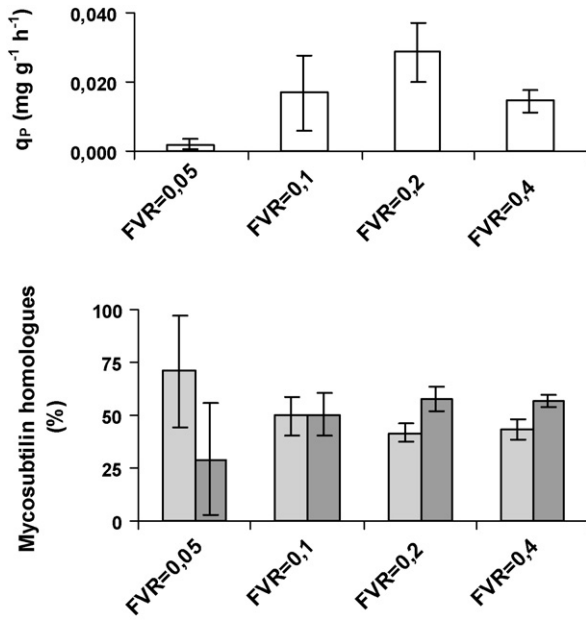 qP (mg g-1 h-1)
0,040
0,020
0,000
FVR=0,05
FVR=0,1
FVR=0,2
FVR=0,4
Mycosubtilin homologues
(%)
100
75
50
25
0
FVR=0,05
FVR=0,1
FVR=0,2
FVR=0,4